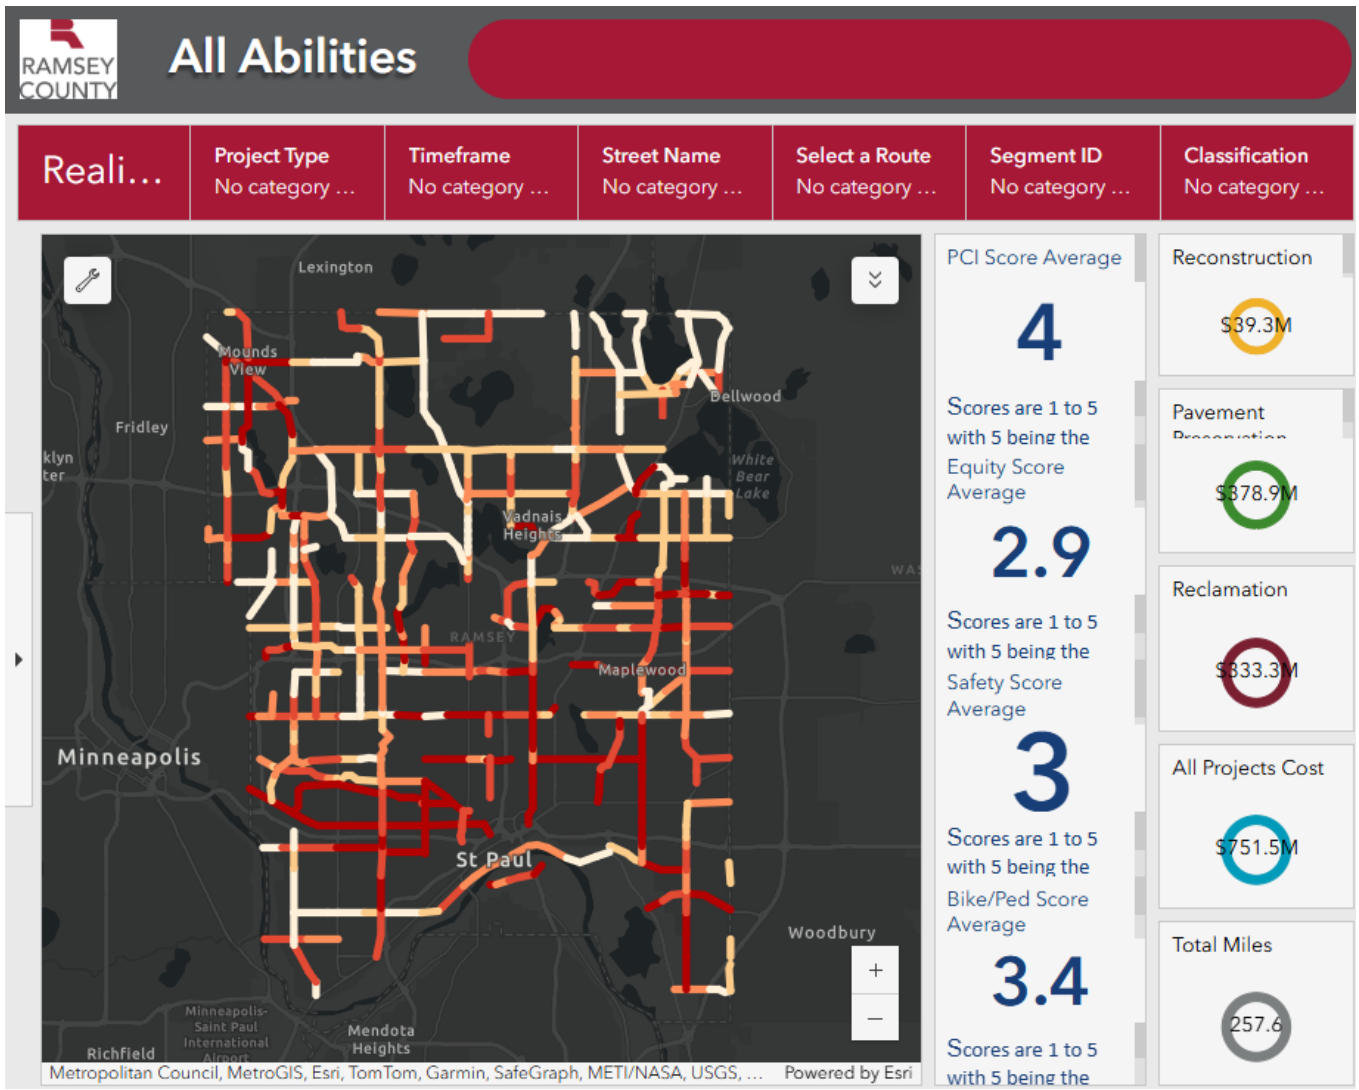 RAMSEY
COUNTY
All Abilities
Reali...
Project Type
No category ...
Timeframe
No category ...
Street Name
No category ...
Select a Route
No category ...
Segment ID
No category ...
Classification
No category ...
Lexington
Mounds
View
Fridley
klyn
ter
Dellwood
White
Bear
Lake
Vadnais
Heights
WAS
RAMSEY
Maplewood
Minneapolis
St Paul
Woodbury
Minneapolis-
Saint Paul
International
Airport
Mendota
Heights
Richfield
+
−
Metropolitan Council, MetroGIS, Esri, TomTom, Garmin, SafeGraph, METI/NASA, USGS, ...
Powered by Esri
PCI Score Average
4
Scores are 1 to 5
with 5 being the
Equity Score
Average
2.9
Scores are 1 to 5
with 5 being the
Safety Score
Average
3
Scores are 1 to 5
with 5 being the
Bike/Ped Score
Average
3.4
Scores are 1 to 5
with 5 being the
Reconstruction
$39.3M
Pavement
Preservation
$378.9M
Reclamation
$333.3M
All Projects Cost
$751.5M
Total Miles
257.6